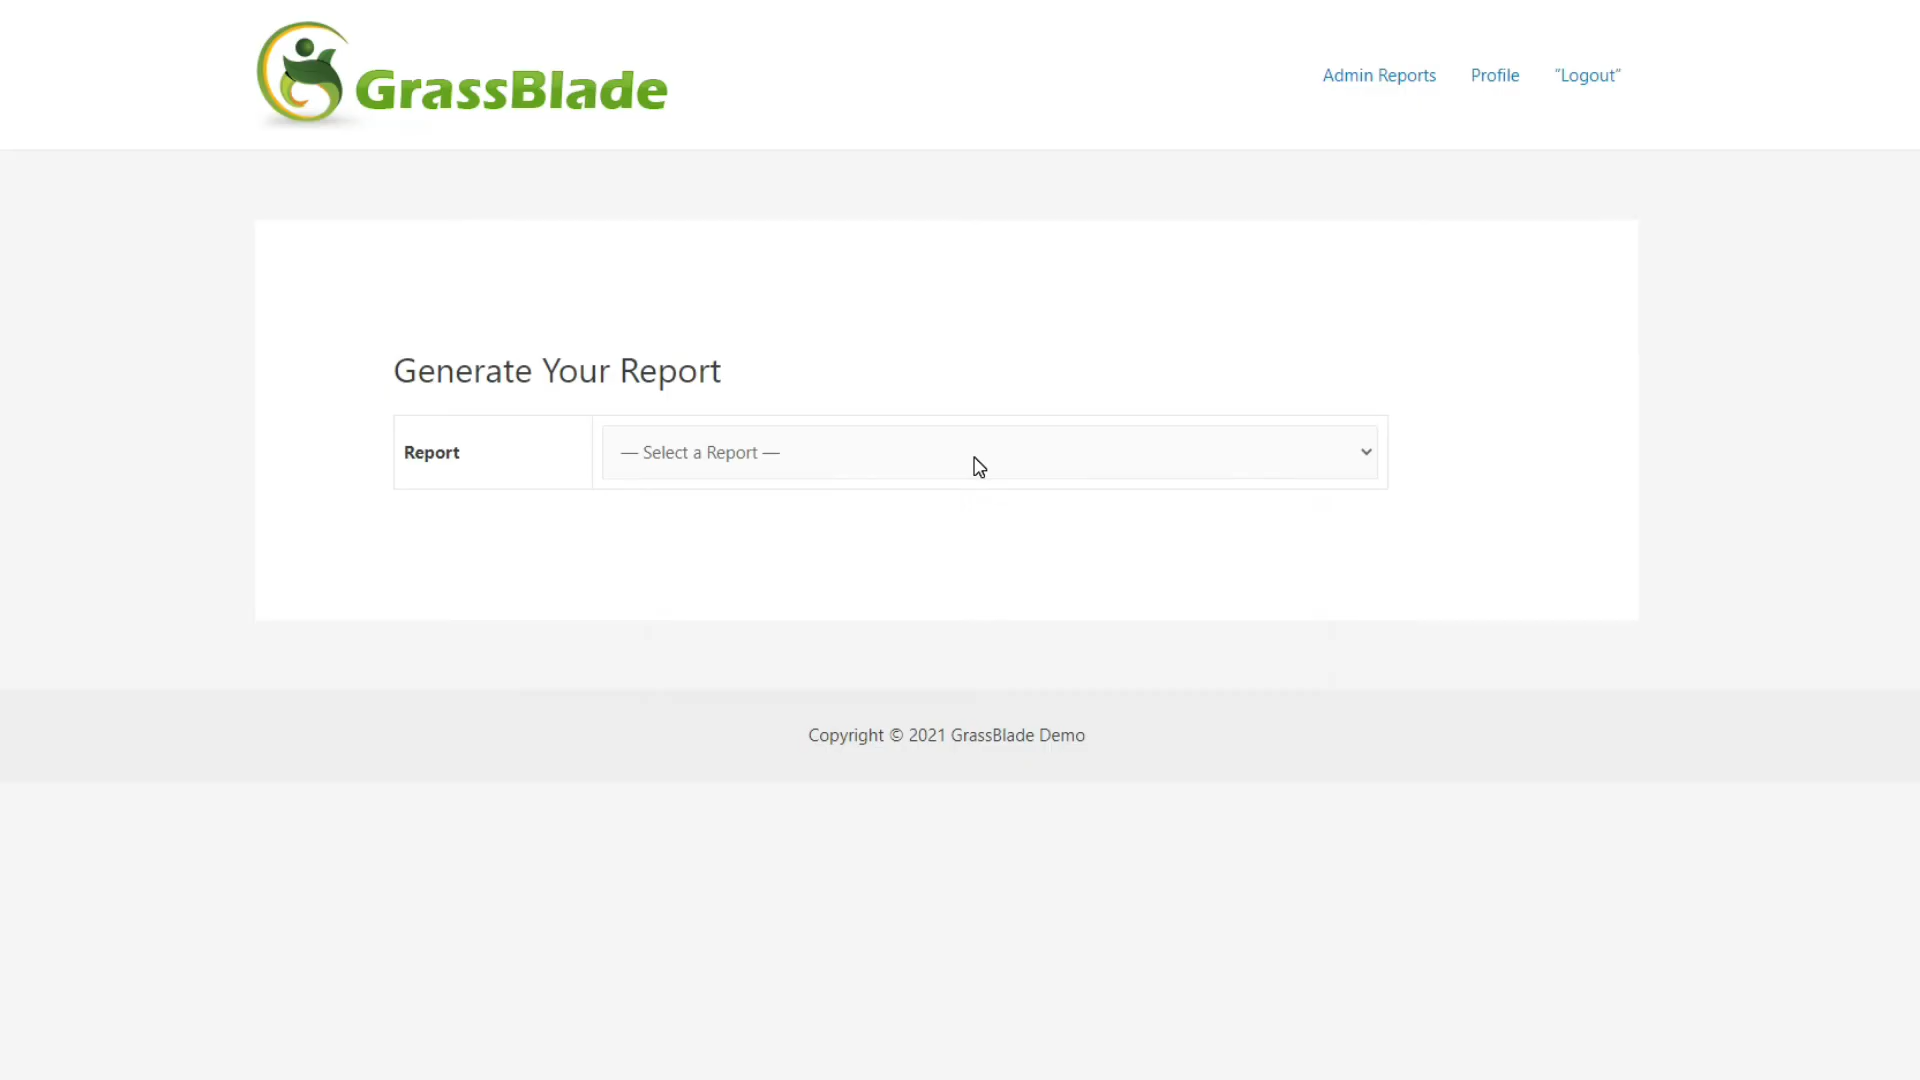 GrassBlade
Admin Reports Profile “Logout”
Generate Your Report
Report — Select a Report —
Copyright © 2021 GrassBlade Demo